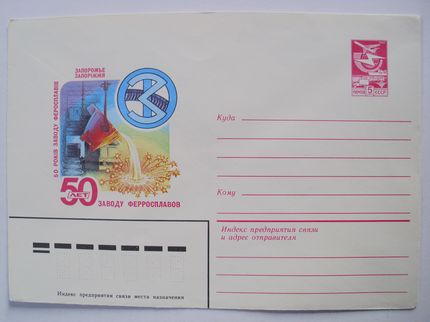 ЗАПОРОЖЬЕ
ЗАПОРІЖЖЯ
50 РОКІВ ЗАВОДУ ФЕРОСПЛАВІВ
50 ЛЕТ
ЗАВОДУ ФЕРРОСПЛАВОВ
ПОЧТА 5 СССР
Куда
Кому
Индекс предприятия связи
и адрес отправителя
Индекс предприятия связи места назначения